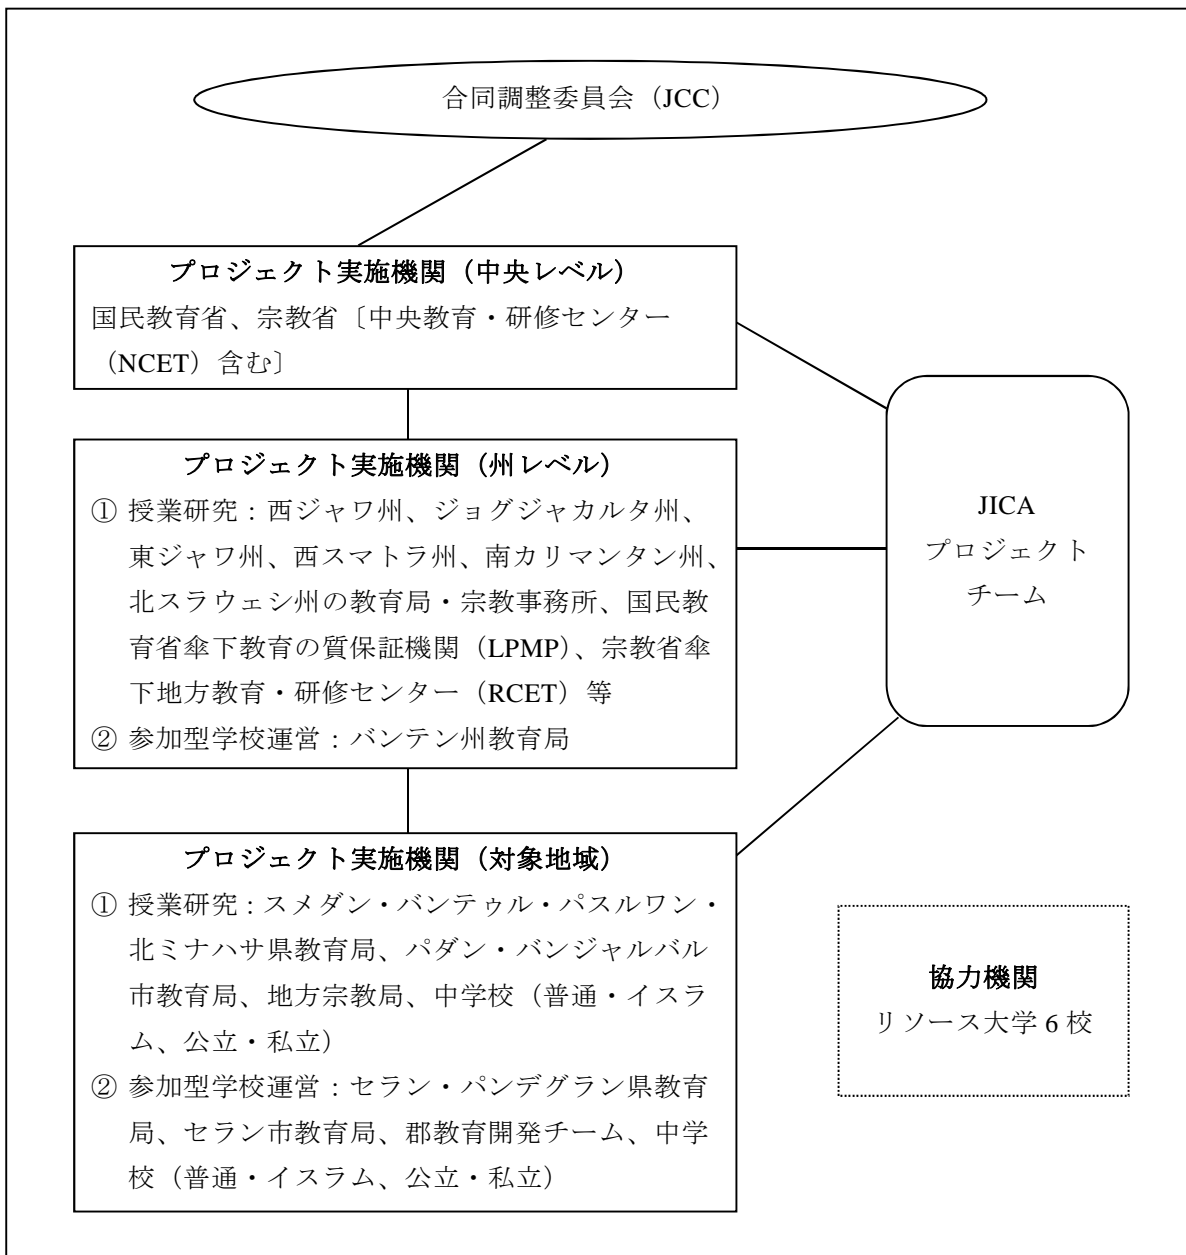 合同調整委員会（JCC）
プロジェクト実施機関（中央レベル）
国民教育省、宗教省〔中央教育・研修センター
（NCET）含む〕
プロジェクト実施機関（州レベル）
① 授業研究：西ジャワ州、ジョグジャカルタ州、
東ジャワ州、西スマトラ州、南カリマンタン州、
北スラウェシ州の教育局・宗教事務所、国民教
育省傘下教育の質保証機関（LPMP）、宗教省傘
下地方教育・研修センター（RCET）等
② 参加型学校運営：バンテン州教育局
JICA
プロジェクト
チーム
プロジェクト実施機関（対象地域）
① 授業研究：スメダン・バンテゥル・パスルワン・
北ミナハサ県教育局、パダン・バンジャルバル
市教育局、地方宗教局、中学校（普通・イスラ
ム、公立・私立）
② 参加型学校運営：セラン・パンデグラン県教育
局、セラン市教育局、郡教育開発チーム、中学
校（普通・イスラム、公立・私立）
協力機関
リソース大学 6 校